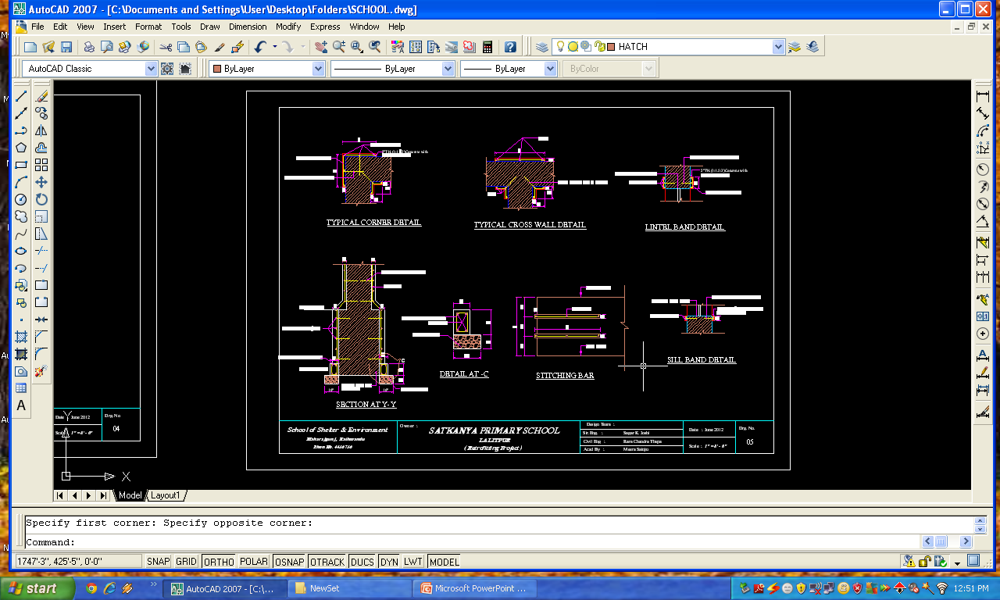 AutoCAD 2007 - [C:\Documents and Settings\User\Desktop\Folders\SCHOOL.dwg]
File Edit View Insert Format Tools Draw Dimension Modify Express Window Help
HATCH
AutoCAD Classic ByLayer ByLayer ByLayer ByColor
Concrete with
Concrete with
TYPICAL CORNER DETAIL
TYPICAL CROSS WALL DETAIL
LINTEL BAND DETAIL
C
DETAIL AT -C
STITCHING BAR
SILL BAND DETAIL
SECTION AT Y-Y
Date June 2012 Drg. No.
04
1" = 8' - 0"
Y
X
School of Shelter & Environment
Owner :
SATKANYA PRIMARY SCHOOL
LALITPUR
( Retrofitting Project )
Design Team :
Str. Eng. : Sagar K. Joshi
Civil Eng : Ram Chandra Thapa
Acad By : Meera Sainju
Date : June 2012
Scale : 1" = 8' - 0"
Drg. No.
05
Model Layout1
Specify first corner: Specify opposite corner:
Command:
1747'-3", 425'-5", 0'-0" SNAP GRID ORTHO POLAR OSNAP OTRACK DUCS DYN LWT MODEL
start AutoCAD 2007 - [C:\... NewSet Microsoft PowerPoint ... 12:51 PM